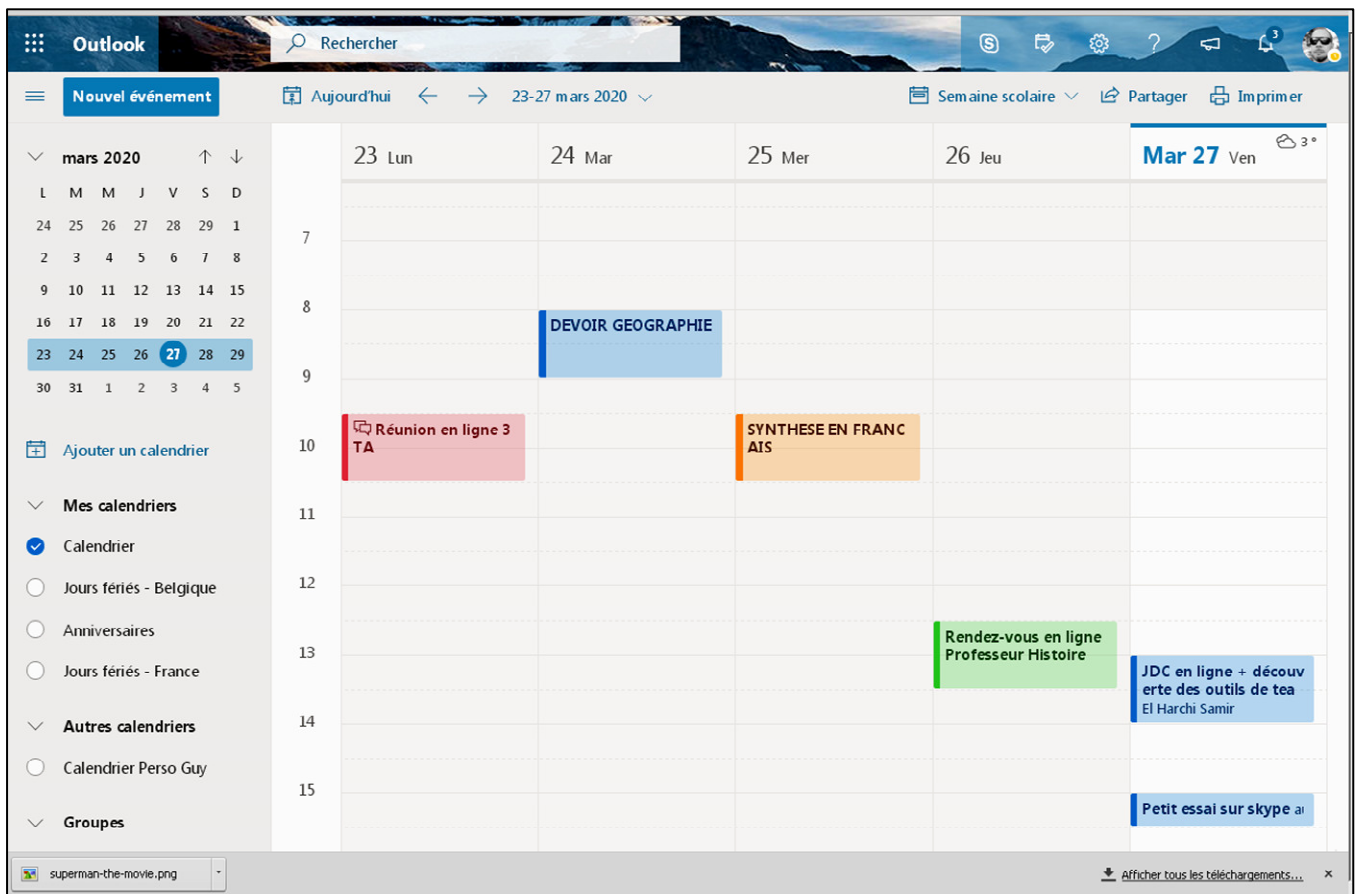 Outlook
Rechercher
3
Nouvel événement
Aujourd'hui
23-27 mars 2020
Semaine scolaire
Partager
Imprimer
mars 2020
L M M J V S D
24 25 26 27 28 29 1
2 3 4 5 6 7 8
9 10 11 12 13 14 15
16 17 18 19 20 21 22
23 24 25 26 27 28 29
30 31 1 2 3 4 5
Ajouter un calendrier
Mes calendriers
Calendrier
Jours fériés - Belgique
Anniversaires
Jours fériés - France
Autres calendriers
Calendrier Perso Guy
Groupes
23 Lun
24 Mar
25 Mer
26 Jeu
Mar 27 Ven
3°
7
8
9
10
11
12
13
14
15
Réunion en ligne 3
TA
DEVOIR GEOGRAPHIE
SYNTHESE EN FRANC
AIS
Rendez-vous en ligne
Professeur Histoire
JDC en ligne + découv
erte des outils de tea
El Harchi Samir
Petit essai sur skype
superman-the-movie.png
Afficher tous les téléchargements...